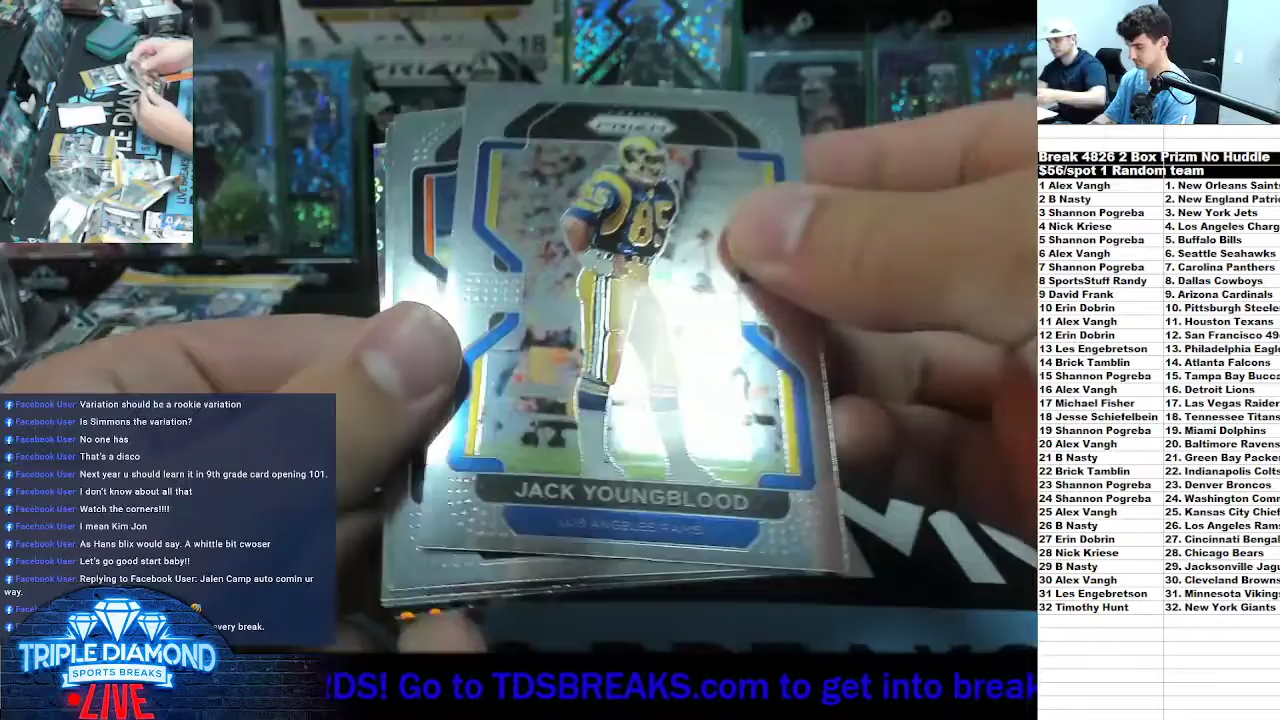 18
PRIZM
85
JACK YOUNGBLOOD
LOS ANGELES RAMS
Facebook User Variation should be a rookie variation
Facebook User Is Simmons the variation?
Facebook User No one has
Facebook User That's a disco
Facebook User Next year u should learn it in 9th grade card opening 101.
Facebook User I don't know about all that
Facebook User Watch the corners!!!!
Facebook User I mean Kim Jon
Facebook User As Hans blix would say. A whittle bit cwoser
Facebook User Let's go good start baby!!
Facebook User Replying to Facebook User: Jalen Camp auto comin ur
way.
every break.
TRIPLE DIAMOND
SPORTS BREAKS
LIVE
RDS! Go to TDSBREAKS.com to get into break
Break 4826 2 Box Prizm No Huddle
$56/spot 1 Random team
1 Alex Vangh 1. New Orleans Saint
2 B Nasty 2. New England Patri
3 Shannon Pogreba 3. New York Jets
4 Nick Kriese 4. Los Angeles Charg
5 Shannon Pogreba 5. Buffalo Bills
6 Alex Vangh 6. Seattle Seahawks
7 Shannon Pogreba 7. Carolina Panthers
8 SportsStuff Randy 8. Dallas Cowboys
9 David Frank 9. Arizona Cardinals
10 Erin Dobrin 10. Pittsburgh Steele
11 Alex Vangh 11. Houston Texans
12 Erin Dobrin 12. San Francisco 49
13 Les Engebretson 13. Philadelphia Eagl
14 Brick Tamblin 14. Atlanta Falcons
15 Shannon Pogreba 15. Tampa Bay Bucca
16 Alex Vangh 16. Detroit Lions
17 Michael Fisher 17. Las Vegas Raider
18 Jesse Schiefelbein 18. Tennessee Titans
19 Shannon Pogreba 19. Miami Dolphins
20 Alex Vangh 20. Baltimore Ravens
21 B Nasty 21. Green Bay Packe
22 Brick Tamblin 22. Indianapolis Colts
23 Shannon Pogreba 23. Denver Broncos
24 Shannon Pogreba 24. Washington Comm
25 Alex Vangh 25. Kansas City Chief
26 B Nasty 26. Los Angeles Ram
27 Erin Dobrin 27. Cincinnati Bengal
28 Nick Kriese 28. Chicago Bears
29 B Nasty 29. Jacksonville Jagu
30 Alex Vangh 30. Cleveland Browns
31 Les Engebretson 31. Minnesota Viking
32 Timothy Hunt 32. New York Giants